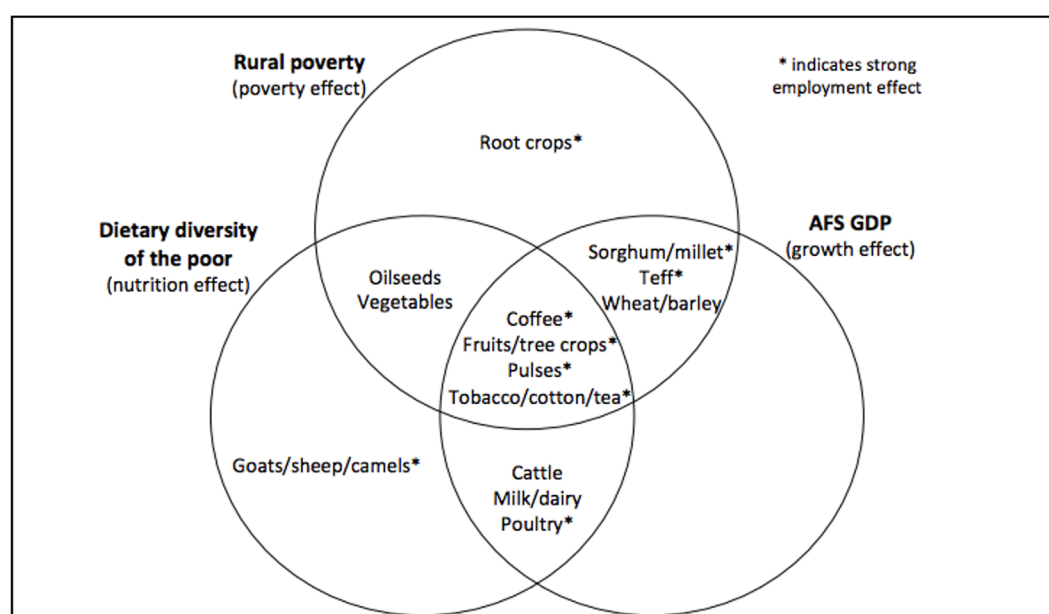 Rural poverty
(poverty effect)
* indicates strong
employment effect
Root crops*
Dietary diversity
of the poor
(nutrition effect)
AFS GDP
(growth effect)
Sorghum/millet*
Teff*
Wheat/barley
Oilseeds
Vegetables
Coffee*
Fruits/tree crops*
Pulses*
Tobacco/cotton/tea*
Goats/sheep/camels*
Cattle
Milk/dairy
Poultry*